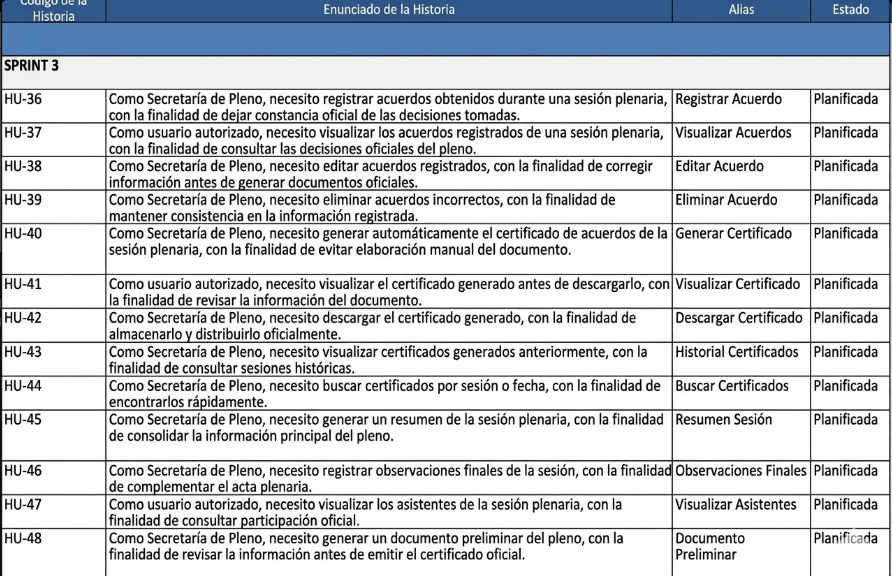 Código de la Historia
Enunciado de la Historia
Alias
Estado
SPRINT 3
HU-36
Como Secretaría de Pleno, necesito registrar acuerdos obtenidos durante una sesión plenaria,
con la finalidad de dejar constancia oficial de las decisiones tomadas.
Registrar Acuerdo
Planificada
HU-37
Como usuario autorizado, necesito visualizar los acuerdos registrados de una sesión plenaria,
con la finalidad de consultar las decisiones oficiales del pleno.
Visualizar Acuerdos
Planificada
HU-38
Como Secretaría de Pleno, necesito editar acuerdos registrados, con la finalidad de corregir
información antes de generar documentos oficiales.
Editar Acuerdo
Planificada
HU-39
Como Secretaría de Pleno, necesito eliminar acuerdos incorrectos, con la finalidad de
mantener consistencia en la información registrada.
Eliminar Acuerdo
Planificada
HU-40
Como Secretaría de Pleno, necesito generar automáticamente el certificado de acuerdos de la
sesión plenaria, con la finalidad de evitar elaboración manual del documento.
Generar Certificado
Planificada
HU-41
Como usuario autorizado, necesito visualizar el certificado generado antes de descargarlo, con
la finalidad de revisar la información del documento.
Visualizar Certificado
Planificada
HU-42
Como Secretaría de Pleno, necesito descargar el certificado generado, con la finalidad de
almacenarlo y distribuirlo oficialmente.
Descargar Certificado
Planificada
HU-43
Como Secretaría de Pleno, necesito visualizar certificados generados anteriormente, con la
finalidad de consultar sesiones históricas.
Historial Certificados
Planificada
HU-44
Como Secretaría de Pleno, necesito buscar certificados por sesión o fecha, con la finalidad de
encontrarlos rápidamente.
Buscar Certificados
Planificada
HU-45
Como Secretaría de Pleno, necesito generar un resumen de la sesión plenaria, con la finalidad
de consolidar la información principal del pleno.
Resumen Sesión
Planificada
HU-46
Como Secretaría de Pleno, necesito registrar observaciones finales de la sesión, con la finalidad
de complementar el acta plenaria.
Observaciones Finales
Planificada
HU-47
Como usuario autorizado, necesito visualizar los asistentes de la sesión plenaria, con la
finalidad de consultar participación oficial.
Visualizar Asistentes
Planificada
HU-48
Como Secretaría de Pleno, necesito generar un documento preliminar del pleno, con la
finalidad de revisar la información antes de emitir el certificado oficial.
Documento
Preliminar
Planificada